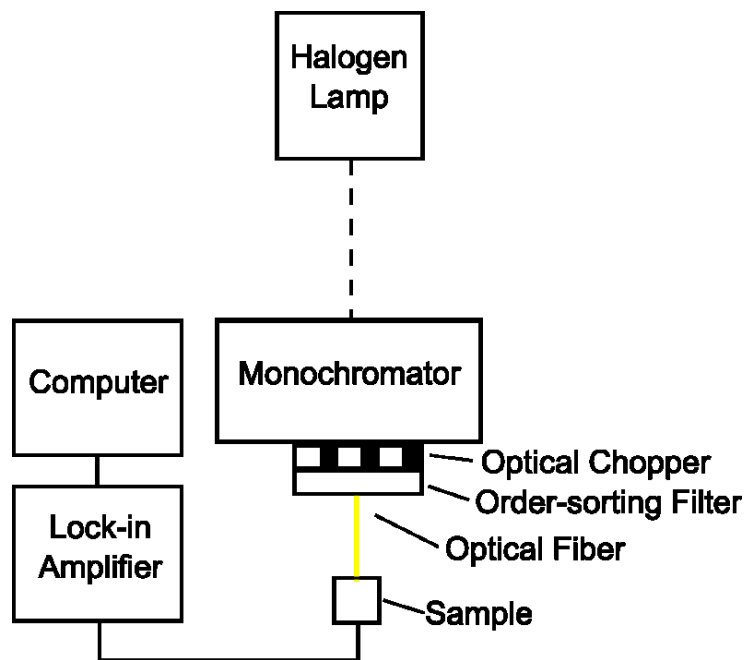 Halogen
Lamp
Computer
Monochromator
Optical Chopper
Order-sorting Filter
Lock-in
Amplifier
Optical Fiber
Sample